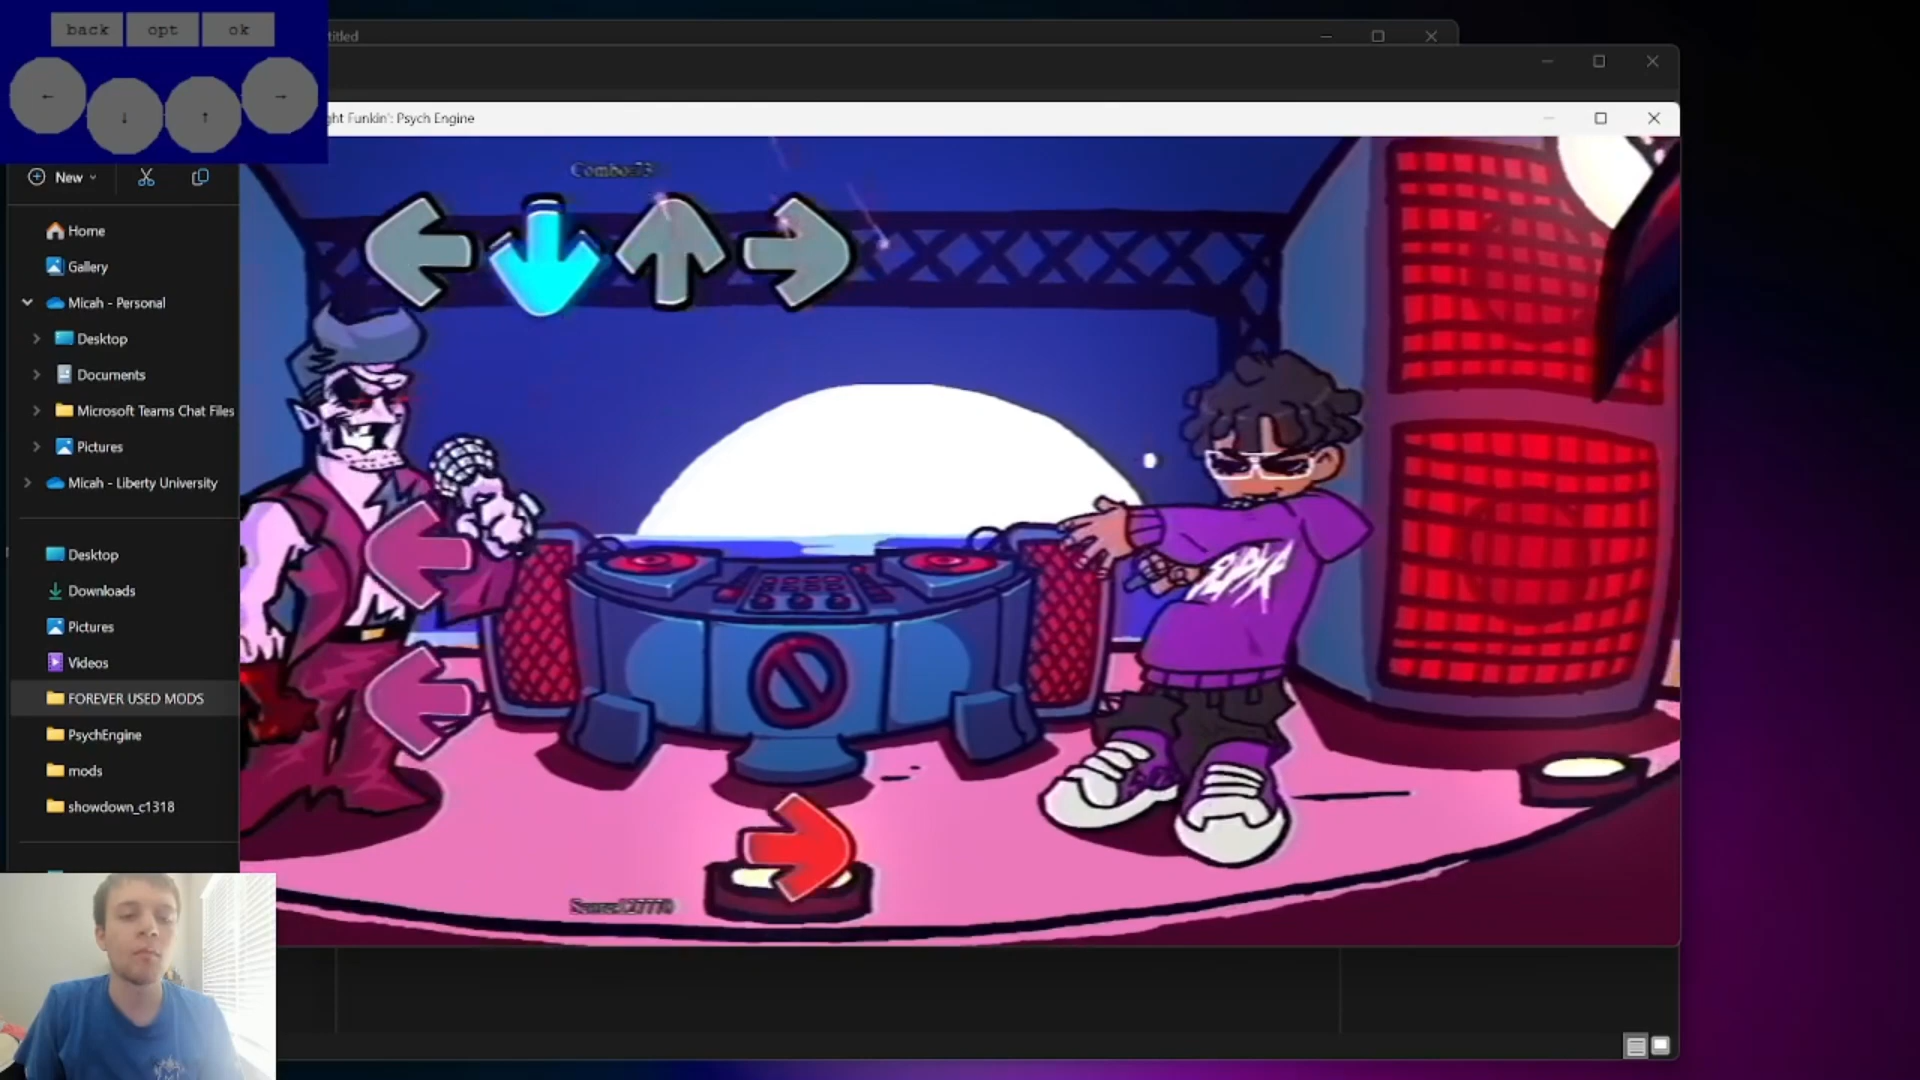 back opt ok
← ↓ ↑ →
titled
ght Funkin': Psych Engine
New
Home
Gallery
Micah - Personal
Desktop
Documents
Microsoft Teams Chat Files
Pictures
Micah - Liberty University
Desktop
Downloads
Pictures
Videos
FOREVER USED MODS
PsychEngine
mods
showdown_c1318